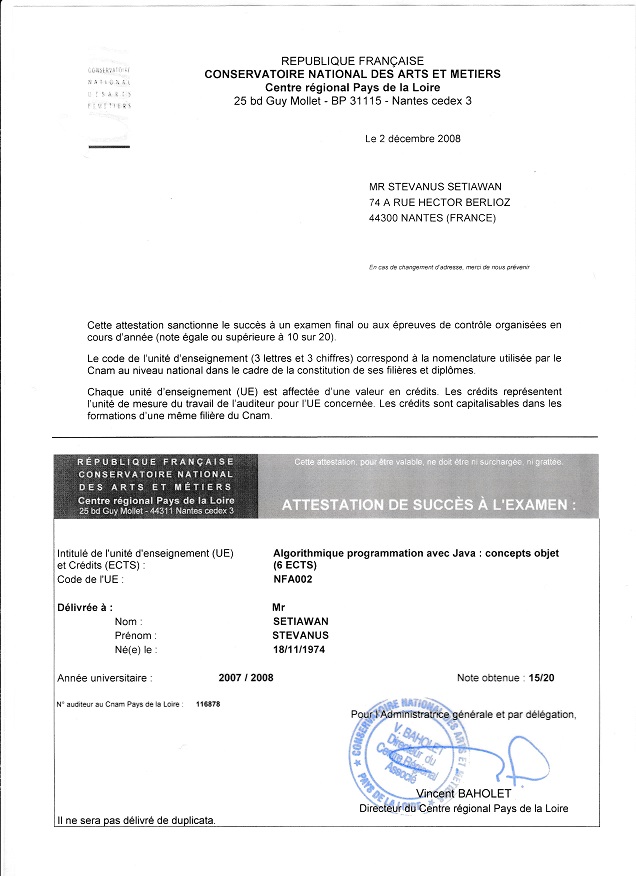 CONSERVATOIRE
NATIONAL
DES ARTS
ET MÉTIERS
REPUBLIQUE FRANÇAISE
CONSERVATOIRE NATIONAL DES ARTS ET METIERS
Centre régional Pays de la Loire
25 bd Guy Mollet - BP 31115 - Nantes cedex 3
Le 2 décembre 2008
MR STEVANUS SETIAWAN
74 A RUE HECTOR BERLIOZ
44300 NANTES (FRANCE)
En cas de changement d'adresse, merci de nous prévenir
Cette attestation sanctionne le succès à un examen final ou aux épreuves de contrôle organisées en
cours d'année (note égale ou supérieure à 10 sur 20).
Le code de l'unité d'enseignement (3 lettres et 3 chiffres) correspond à la nomenclature utilisée par le
Cnam au niveau national dans le cadre de la constitution de ses filières et diplômes.
Chaque unité d'enseignement (UE) est affectée d'une valeur en crédits. Les crédits représentent
l'unité de mesure du travail de l'auditeur pour l'UE concernée. Les crédits sont capitalisables dans les
formations d'une même filière du Cnam.
RÉPUBLIQUE FRANÇAISE
CONSERVATOIRE NATIONAL
DES ARTS ET MÉTIERS
Centre régional Pays de la Loire
25 bd Guy Mollet - 44311 Nantes cedex 3
Cette attestation, pour être valable, ne doit être ni surchargée, ni grattée.
ATTESTATION DE SUCCÈS À L'EXAMEN :
Intitulé de l'unité d'enseignement (UE) Algorithmique programmation avec Java : concepts objet
et Crédits (ECTS) : (6 ECTS)
Code de l'UE : NFA002
Délivrée à : Mr
Nom : SETIAWAN
Prénom : STEVANUS
Né(e) le : 18/11/1974
Année universitaire : 2007 / 2008 Note obtenue : 15/20
N° auditeur au Cnam Pays de la Loire : 116878
Pour l'Administratrice générale et par délégation,
CONSERVATOIRE NATIONAL DES ARTS ET METIERS
PAYS DE LA LOIRE
V. BAHOLET
Directeur du
Centre Régional
Associé
Vincent BAHOLET
Directeur du Centre régional Pays de la Loire
Il ne sera pas délivré de duplicata.